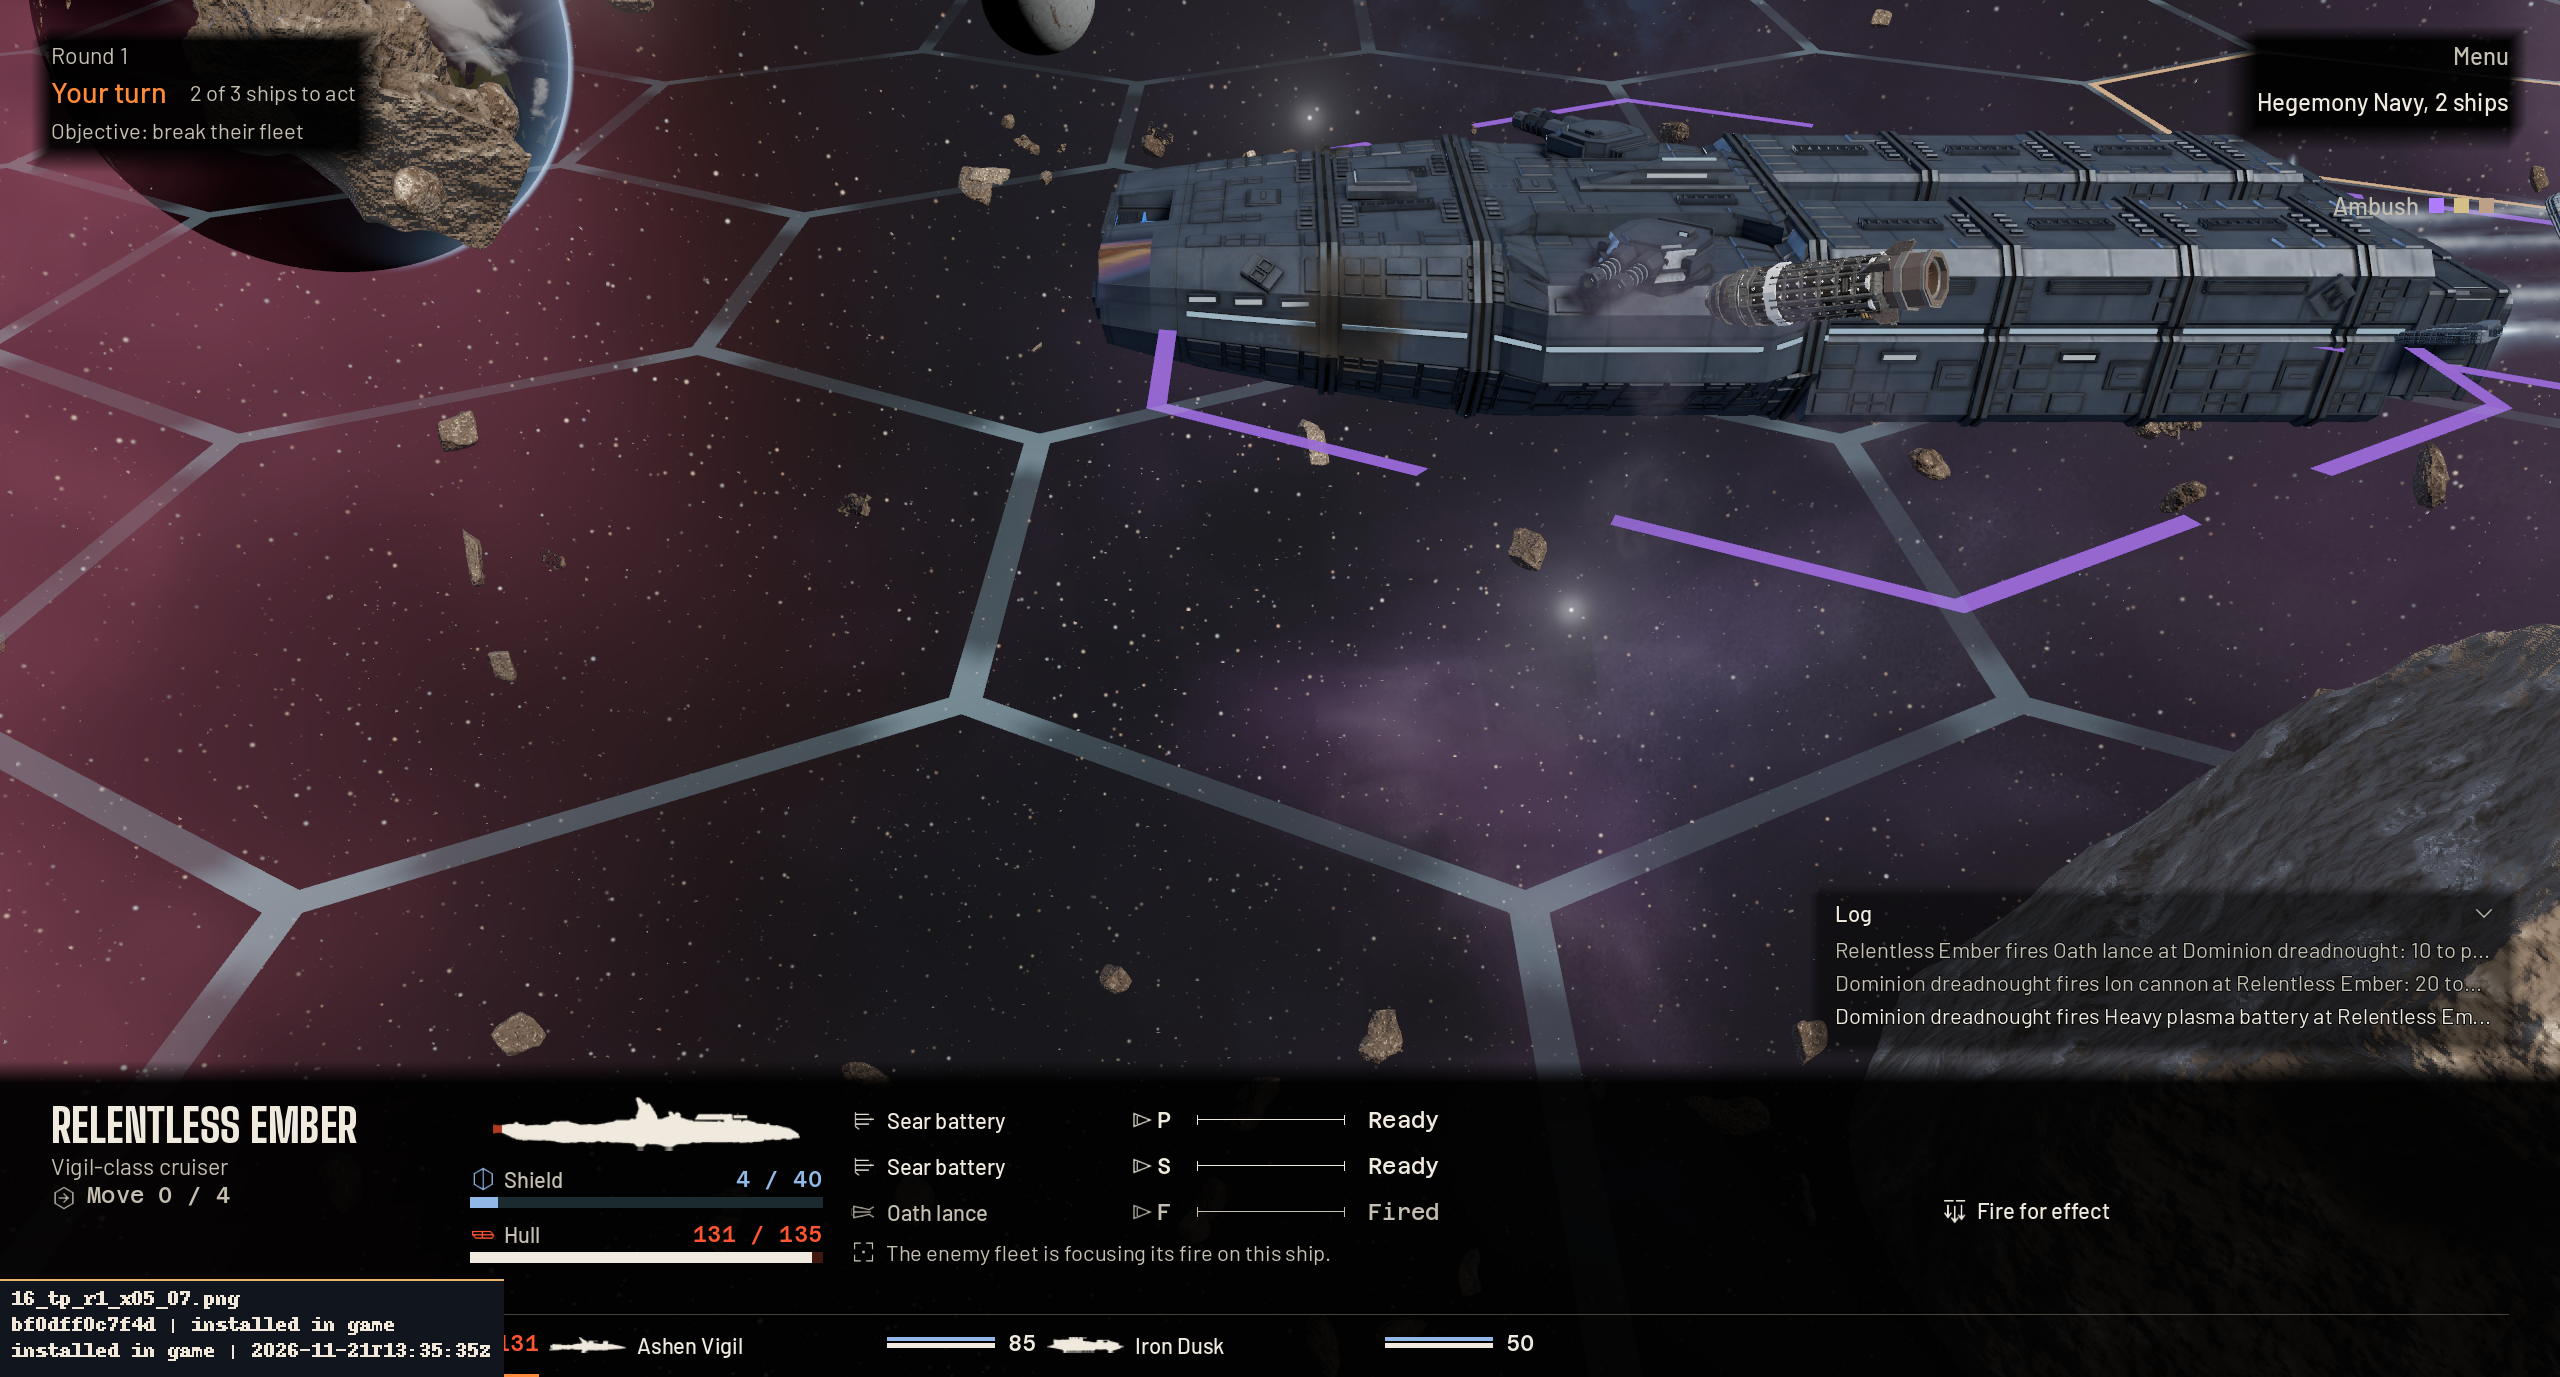 Round 1
Your turn 2 of 3 ships to act
Objective: break their fleet
Menu
Hegemony Navy, 2 ships
Ambush
Log
Relentless Ember fires Oath lance at Dominion dreadnought: 10 to p...
Dominion dreadnought fires Ion cannon at Relentless Ember: 20 to...
Dominion dreadnought fires Heavy plasma battery at Relentless Em...
RELENTLESS EMBER
Vigil-class cruiser
Move 0 / 4
Shield 4 / 40
Hull 131 / 135
Sear battery P Ready
Sear battery S Ready
Oath lance F Fired
The enemy fleet is focusing its fire on this ship.
Fire for effect
16_tp_r1_x05_07.png
bf0dff0c7f4d | installed in game
installed in game | 2026-11-21T13:35:35Z
131 Ashen Vigil 85 Iron Dusk 50